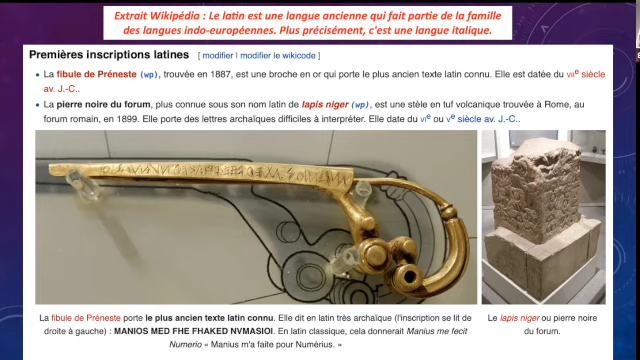 Extrait Wikipédia : Le latin est une langue ancienne qui fait partie de la famille
des langues indo-européennes. Plus précisément, c'est une langue italique.
Premières inscriptions latines [ modifier | modifier le wikicode ]
• La fibule de Préneste (wp), trouvée en 1887, est une broche en or qui porte le plus ancien texte latin connu. Elle est datée du VIIe siècle
av. J.-C..
• La pierre noire du forum, plus connue sous son nom latin de lapis niger (wp), est une stèle en tuf volcanique trouvée à Rome, au
forum romain, en 1899. Elle porte des lettres archaïques difficiles à interpréter. Elle date du VIe ou Ve siècle av. J.-C..
La fibule de Préneste porte le plus ancien texte latin connu. Elle dit en latin très archaïque (l'inscription se lit de
droite à gauche) : MANIOS MED FHE FHAKED NVMASIOI. En latin classique, cela donnerait Manius me fecit
Numerio « Manius m'a faite pour Numérius. »
Le lapis niger ou pierre noire
du forum.